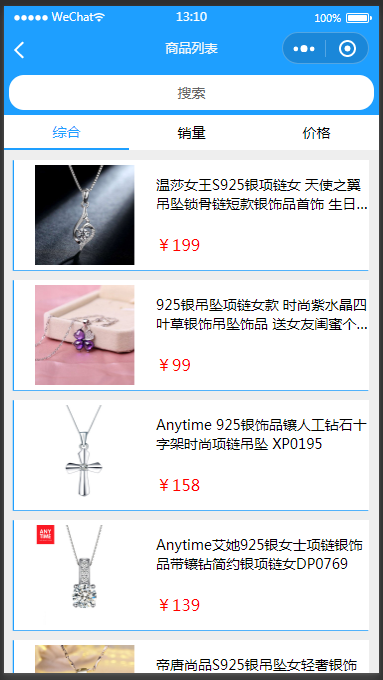 WeChat 13:10 100%
商品列表
搜索
综合 销量 价格
温莎女王S925银项链女 天使之翼
吊坠锁骨链短款银饰品首饰 生日...
￥199
925银吊坠项链女款 时尚紫水晶四
叶草银饰吊坠饰品 送女友闺蜜个...
￥99
Anytime 925银饰品镶人工钻石十
字架时尚项链吊坠 XP0195
￥158
ANY
TIME
Anytime艾她925银女士项链银饰
品带镶钻简约银项链女DP0769
￥139
帝唐尚品S925银吊坠女轻奢银饰